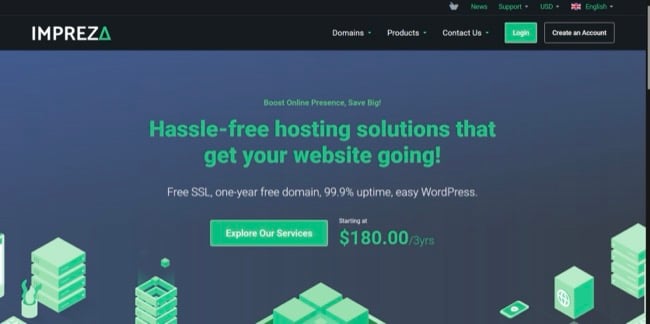 News Support USD English
IMPREZA
Domains Products Contact Us Login Create an Account
Boost Online Presence, Save Big!
Hassle-free hosting solutions that
get your website going!
Free SSL, one-year free domain, 99.9% uptime, easy WordPress.
Starting at
Explore Our Services $180.00/3yrs